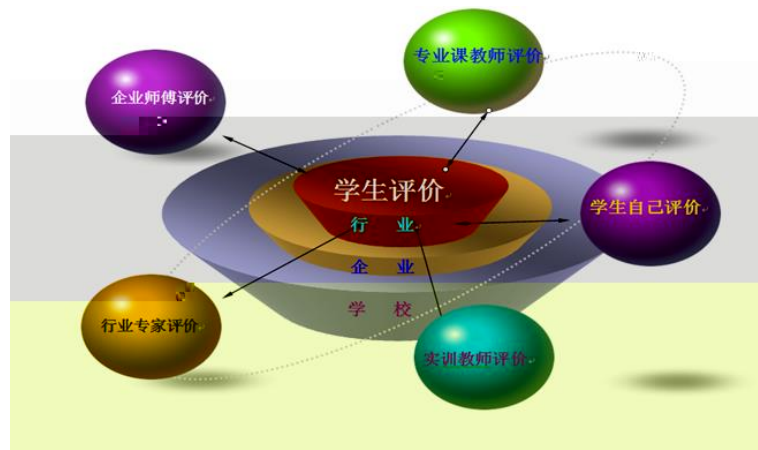 专业课教师评价
企业师傅评价
学生评价
学生自己评价
行 业
企 业
学 校
行业专家评价
实训教师评价